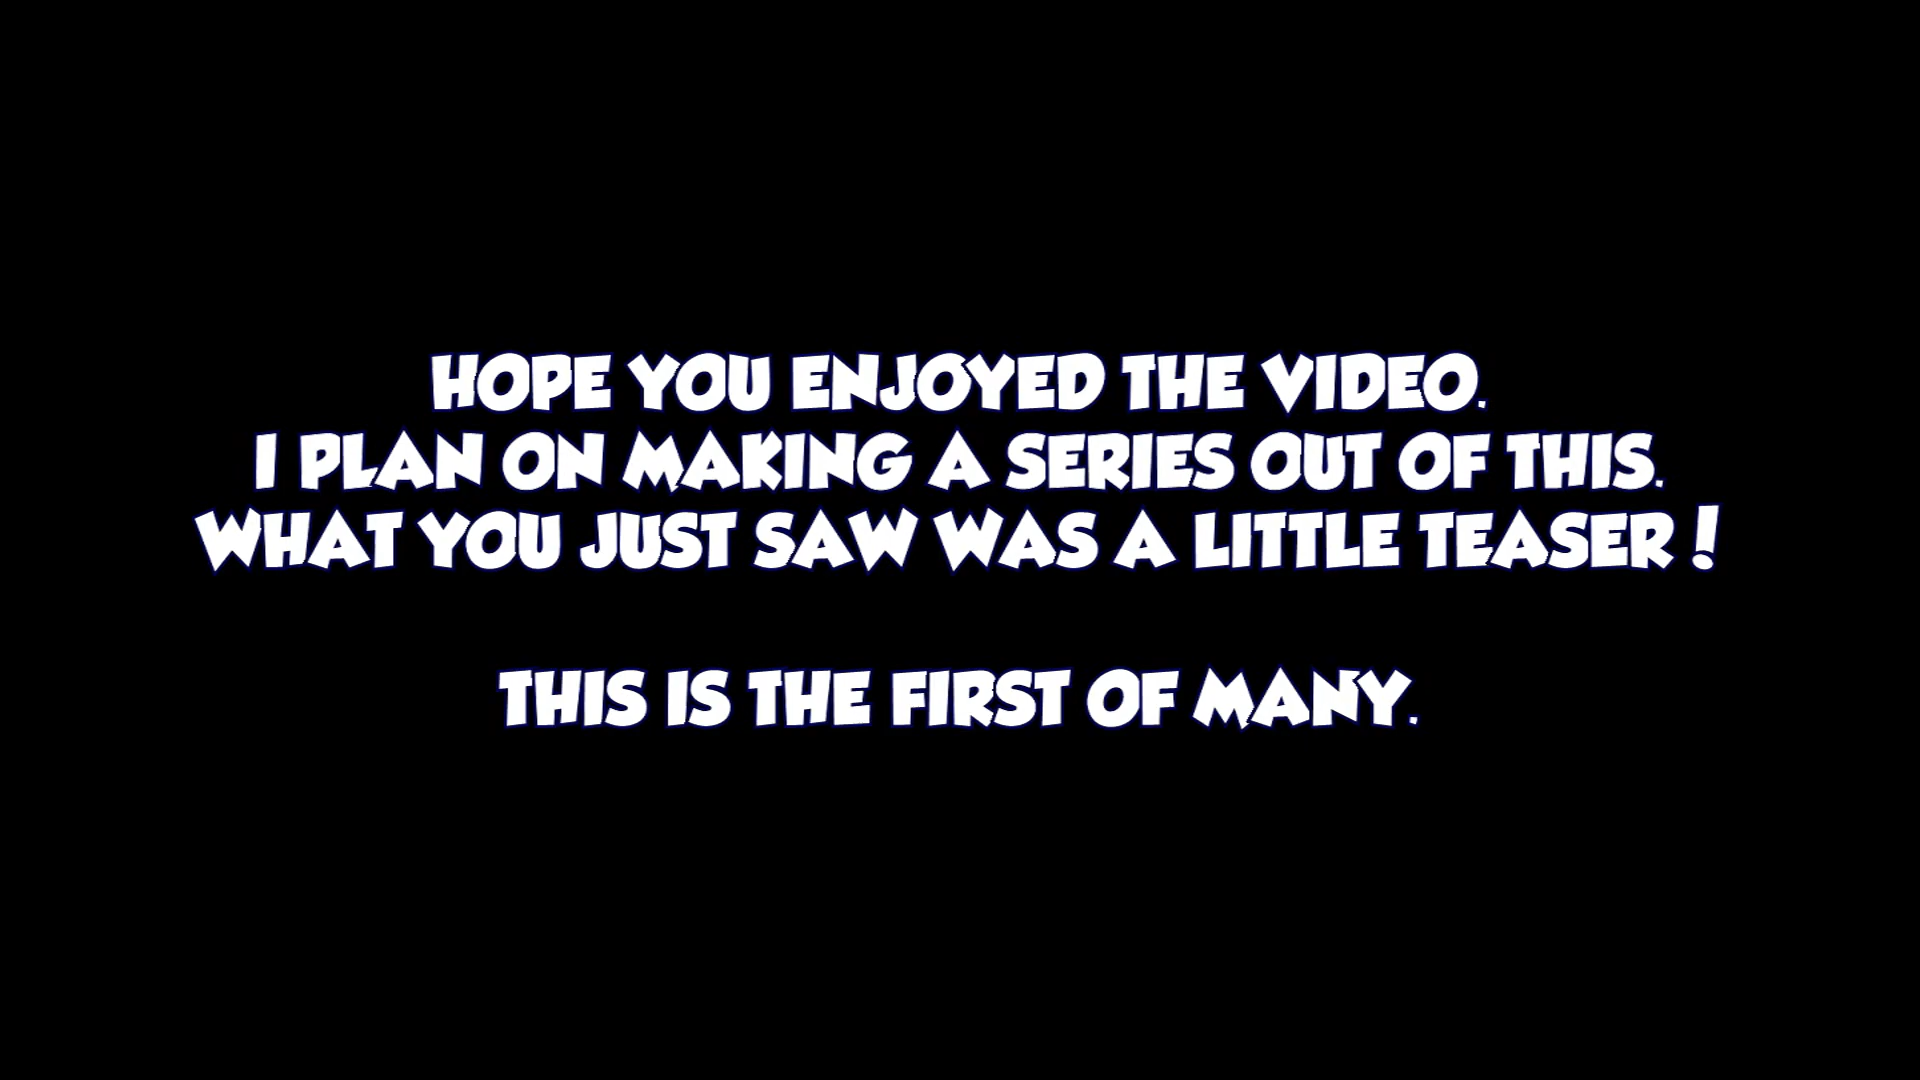 HOPE YOU ENJOYED THE VIDEO.
I PLAN ON MAKING A SERIES OUT OF THIS.
WHAT YOU JUST SAW WAS A LITTLE TEASER!
THIS IS THE FIRST OF MANY.